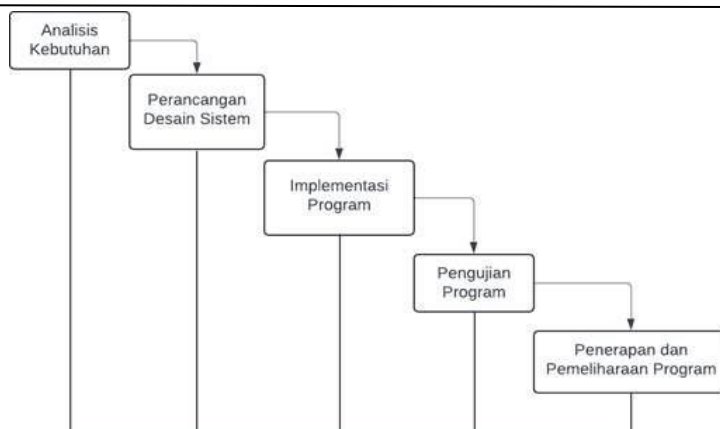 Analisis
Kebutuhan
Perancangan
Desain Sistem
Implementasi
Program
Pengujian
Program
Penerapan dan
Pemeliharaan Program